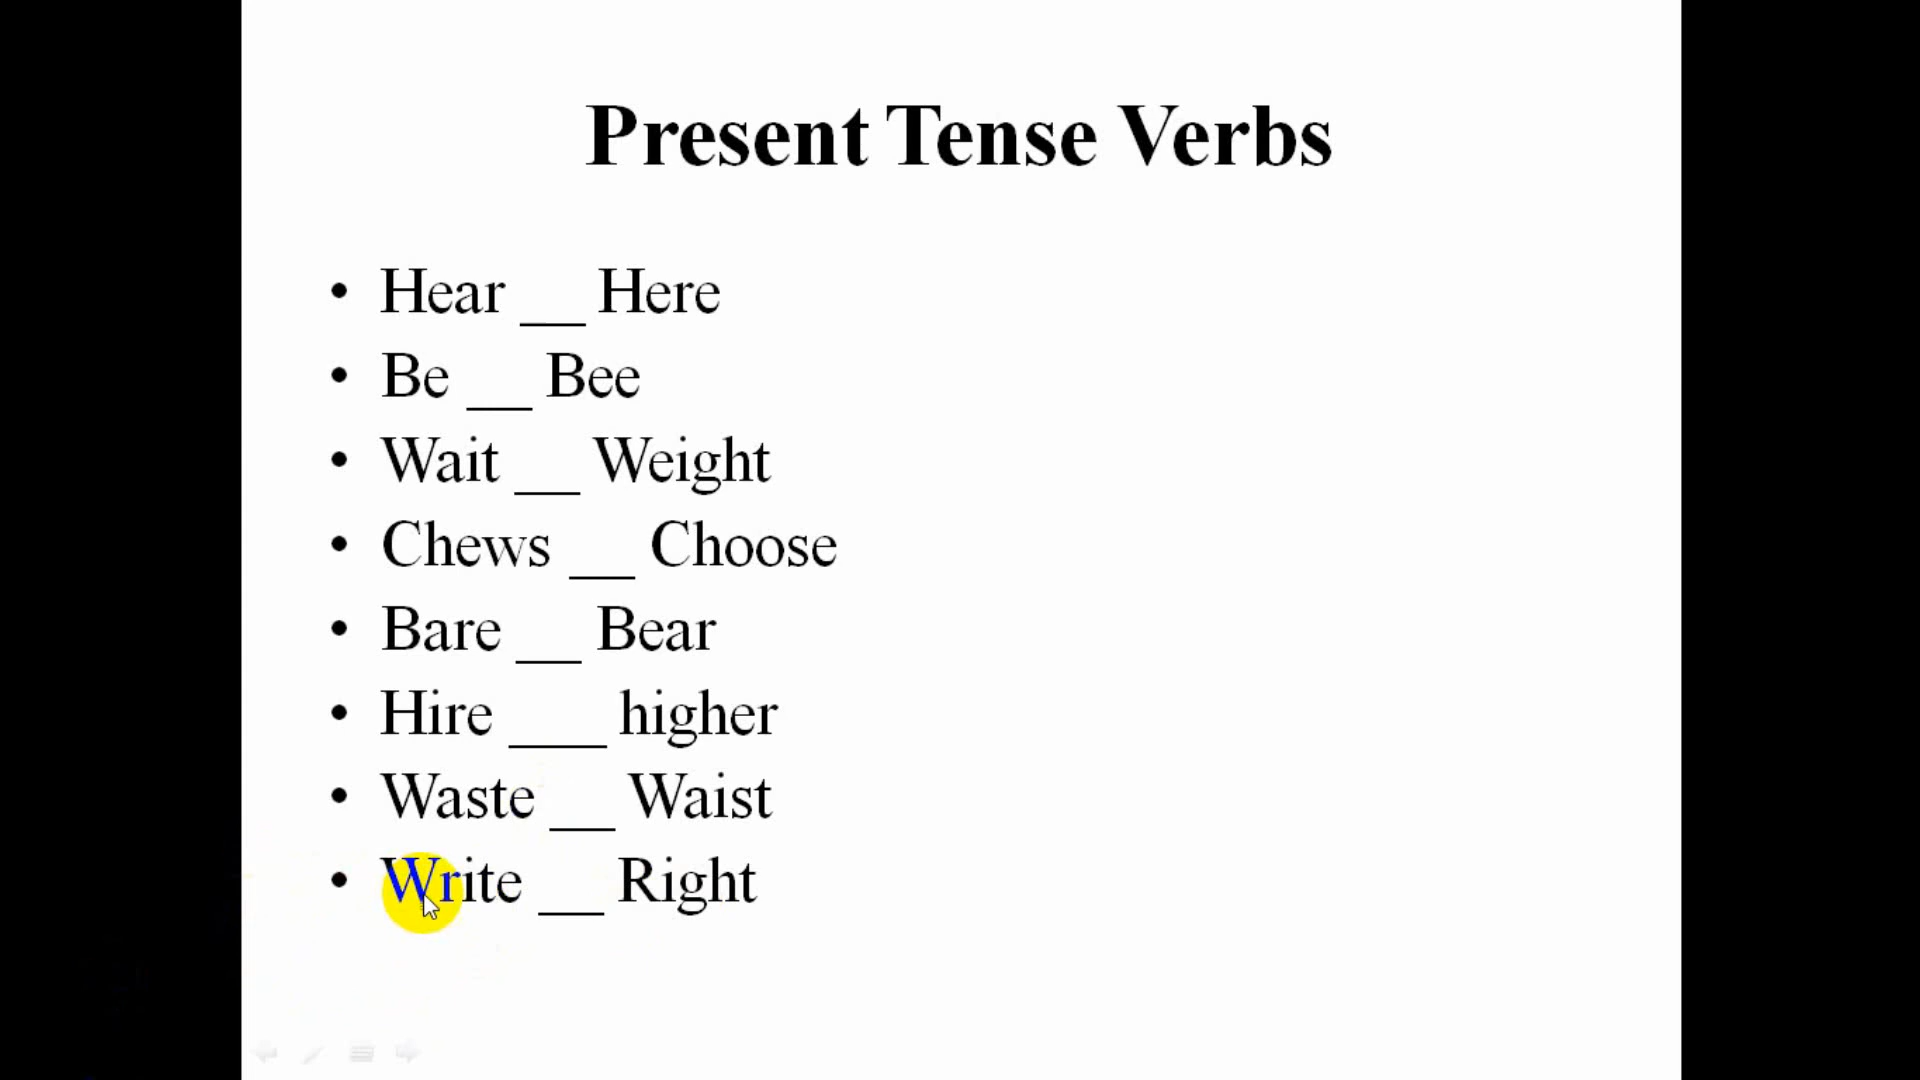 Present Tense Verbs
• Hear __ Here
• Be __ Bee
• Wait __ Weight
• Chews __ Choose
• Bare __ Bear
• Hire ___ higher
• Waste __ Waist
• Write __ Right